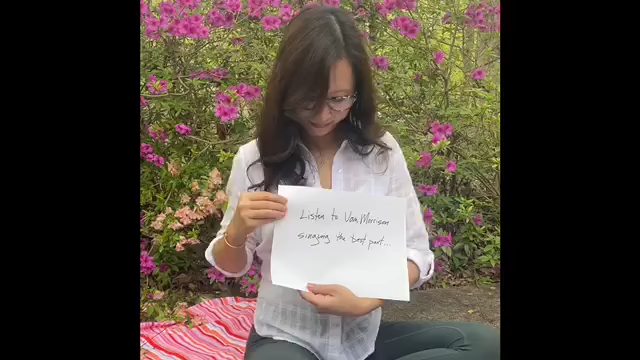 Listen to Van Morrison
singing the best part...